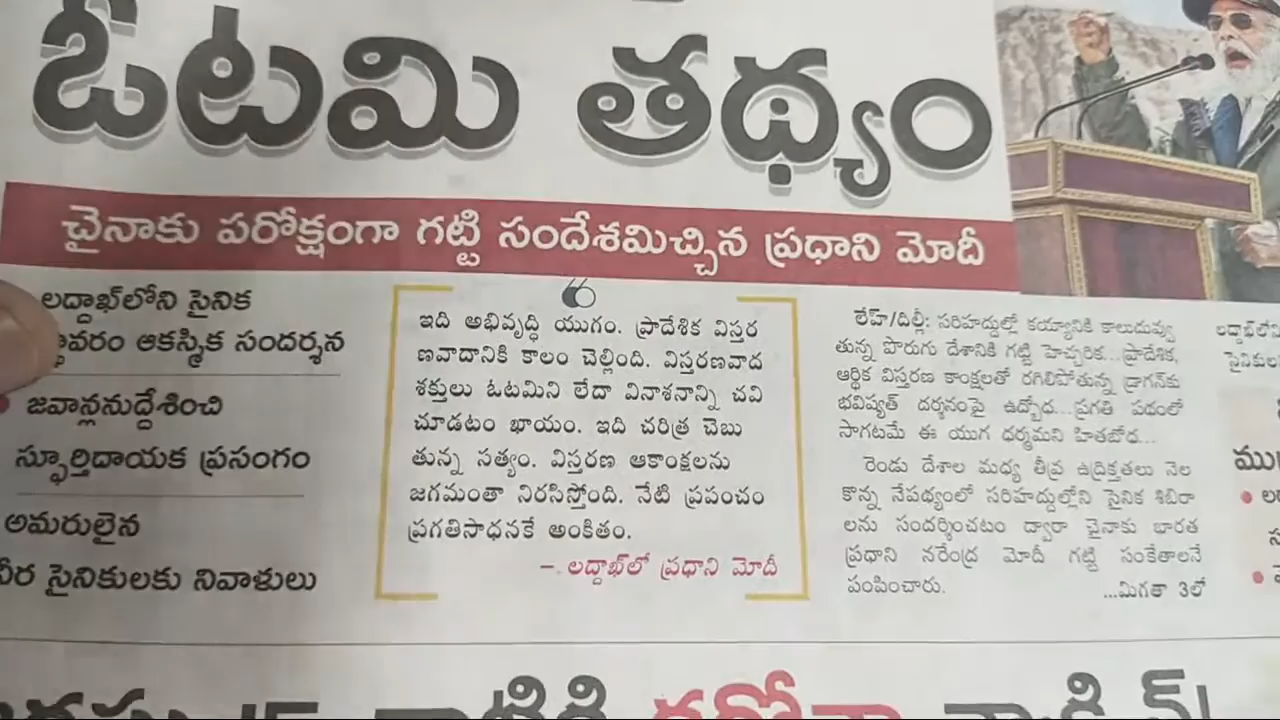 ఓటమి తథ్యం
చైనాకు పరోక్షంగా గట్టి సందేశమిచ్చిన ప్రధాని మోదీ
లద్దాఖ్‌లోని సైనిక
ఆకస్మిక సందర్శన
జవాన్లనుద్దేశించి
స్ఫూర్తిదాయక ప్రసంగం
అమరులైన
వీర సైనికులకు నివాళులు
ఇది అభివృద్ధి యుగం. ప్రాదేశిక విస్తర
ణవాదానికి కాలం చెల్లింది. విస్తరణవాద
శక్తులు ఓటమిని లేదా వినాశనాన్ని చవి
చూడటం ఖాయం. ఇది చరిత్ర చెబు
తున్న సత్యం. విస్తరణ ఆకాంక్షలను
జగమంతా నిరసిస్తోంది. నేటి ప్రపంచం
ప్రగతిసాధనకే అంకితం.
– లద్దాఖ్‌లో ప్రధాని మోదీ
లేహ్/దిల్లీ: సరిహద్దుల్లో కయ్యానికి కాలుదువ్వు
తున్న పొరుగు దేశానికి గట్టి హెచ్చరిక...ప్రాదేశిక,
ఆర్థిక విస్తరణ కాంక్షలతో రగిలిపోతున్న డ్రాగన్‌కు
భవిష్యత్ దర్శనంపై ఉద్బోధ...ప్రగతి పథంలో
సాగటమే ఈ యుగ ధర్మమని హితబోధ...
రెండు దేశాల మధ్య తీవ్ర ఉద్రిక్తతలు నెల
కొన్న నేపథ్యంలో సరిహద్దుల్లోని సైనిక శిబిరా
లను సందర్శించటం ద్వారా చైనాకు భారత
ప్రధాని నరేంద్ర మోదీ గట్టి సంకేతాలనే
పంపించారు.
...మిగతా 3లో